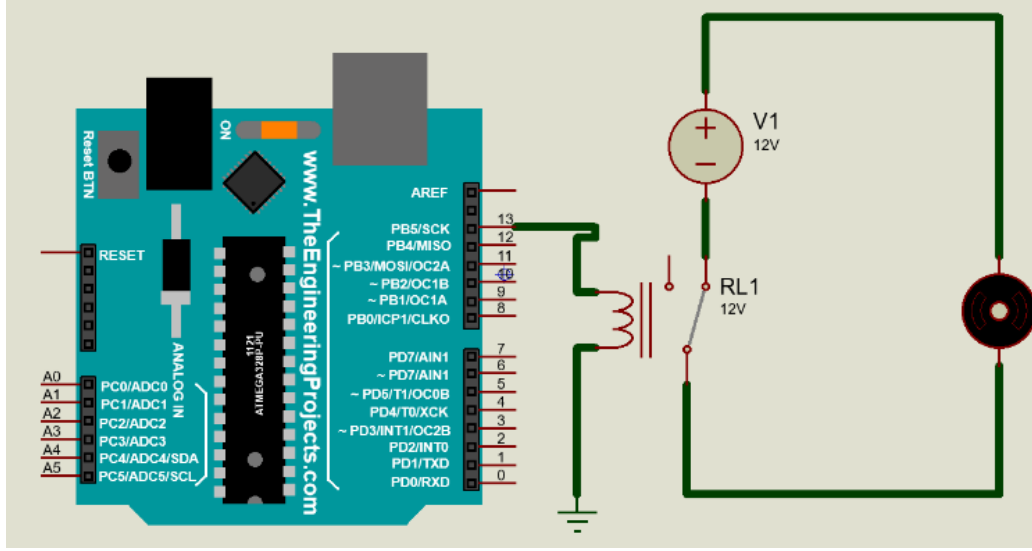 Reset BTN
ON
www.TheEngineeringProjects.com
RESET
ANALOG IN
1121
ATMEGA328P-PU
A0
PC0/ADC0
A1
PC1/ADC1
A2
PC2/ADC2
A3
PC3/ADC3
A4
PC4/ADC4/SDA
A5
PC5/ADC5/SCL
AREF
PB5/SCK 13
PB4/MISO 12
~ PB3/MOSI/OC2A 11
~ PB2/OC1B 10
~ PB1/OC1A 9
PB0/ICP1/CLKO 8
PD7/AIN1 7
~ PD7/AIN1 6
~ PD5/T1/OC0B 5
PD4/T0/XCK 4
~ PD3/INT1/OC2B 3
PD2/INT0 2
PD1/TXD 1
PD0/RXD 0
V1
12V
RL1
12V